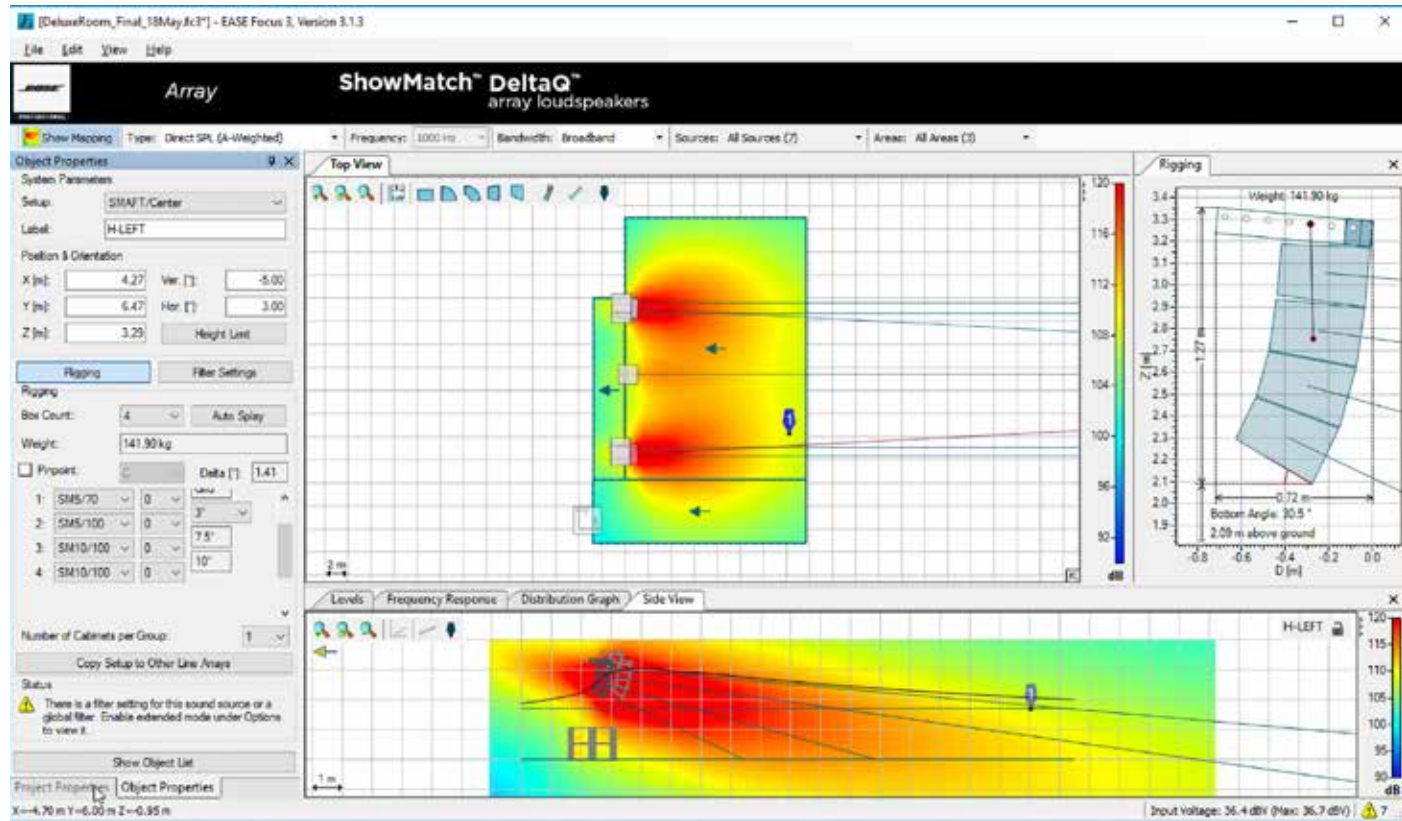 [DeluxeRoom_Final_18May.fc3*] - EASE Focus 3, Version 3.1.3
File Edit View Help
BOSE
PROFESSIONAL
Array
ShowMatch™ DeltaQ™
array loudspeakers
Show Mapping Type: Direct SPL (A-Weighted) Frequency: 1000 Hz Bandwidth: Broadband Sources: All Sources (7) Areas: All Areas (3)
Object Properties
System Parameters
Setup: SMAFT/Center
Label: H-LEFT
Position & Orientation
X [m]: 4.27 Ver. [°]: -5.00
Y [m]: 6.47 Hor. [°]: 3.00
Z [m]: 3.29 Height Limit
Rigging Filter Settings
Rigging
Box Count: 4 Auto Splay
Weight: 141.90 kg
Pinpoint: C Delta [°]: 1.41
1: SM5/70 0
3°
2: SM5/100 0
7.5°
3: SM10/100 0
10°
4: SM10/100 0
Number of Cabinets per Group: 1
Copy Setup to Other Line Arrays
Status
There is a filter setting for this sound source or a
global filter. Enable extended mode under Options
to view it.
Show Object List
Project Properties Object Properties
X=-4.70 m Y=6.00 m Z=-0.95 m
Top View
1
2 m
120
116
112
108
104
100
96
92
dB
Rigging
Weight: 141.90 kg
3.4
3.3
3.2
3.1
3.0
2.9
2.8
2.7
2.6
2.5
2.4
2.3
2.2
2.1
2.0
1.9
Z [m]
1.27 m
0.72 m
Bottom Angle: 30.5 °
2.09 m above ground
-0.8 -0.6 -0.4 -0.2 0.0
D [m]
Levels Frequency Response Distribution Graph Side View
H-LEFT
1
1 m
120
115
110
105
100
95
90
dB
Input Voltage: 36.4 dBV (Max: 36.7 dBV) 7